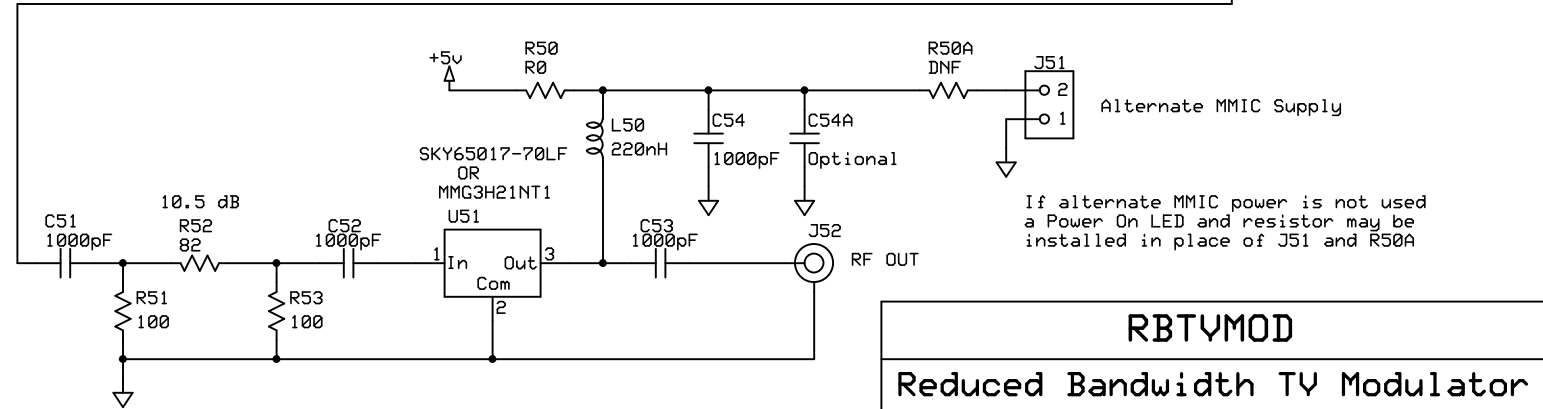 +5v
R50
R0
R50A
DNF
J51
2
1
Alternate MMIC Supply
L50
220nH
C54
1000pF
C54A
Optional
SKY65017-70LF
OR
MMG3H21NT1
U51
10.5 dB
R52
82
C51
1000pF
C52
1000pF
1
In
Out
3
Com
2
C53
1000pF
J52
RF OUT
If alternate MMIC power is not used
a Power On LED and resistor may be
installed in place of J51 and R50A
R51
100
R53
100
RBTVMOD
Reduced Bandwidth TV Modulator